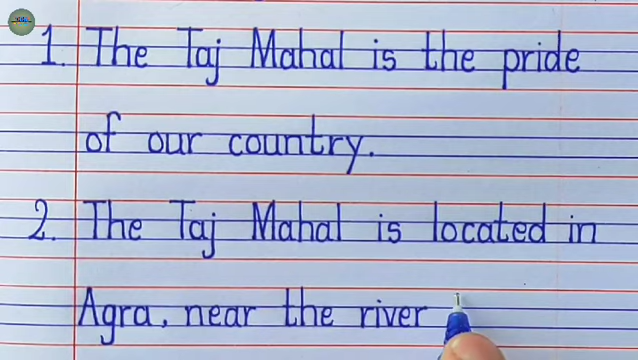 1. The Taj Mahal is the pride
of our country.
2. The Taj Mahal is located in
Agra, near the river